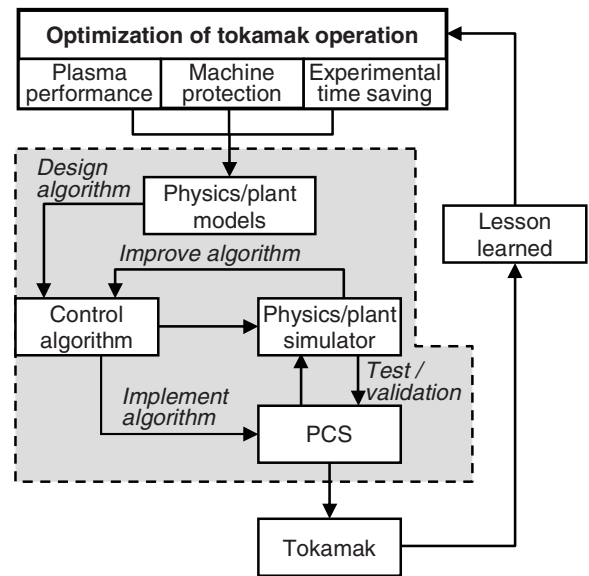 Optimization of tokamak operation
Plasma
performance
Machine
protection
Experimental
time saving
Design
algorithm
Physics/plant
models
Lesson
learned
Improve algorithm
Control
algorithm
Physics/plant
simulator
Test /
validation
Implement
algorithm
PCS
Tokamak